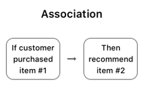 Association
If customer
purchased
item #1
Then
recommend
item #2